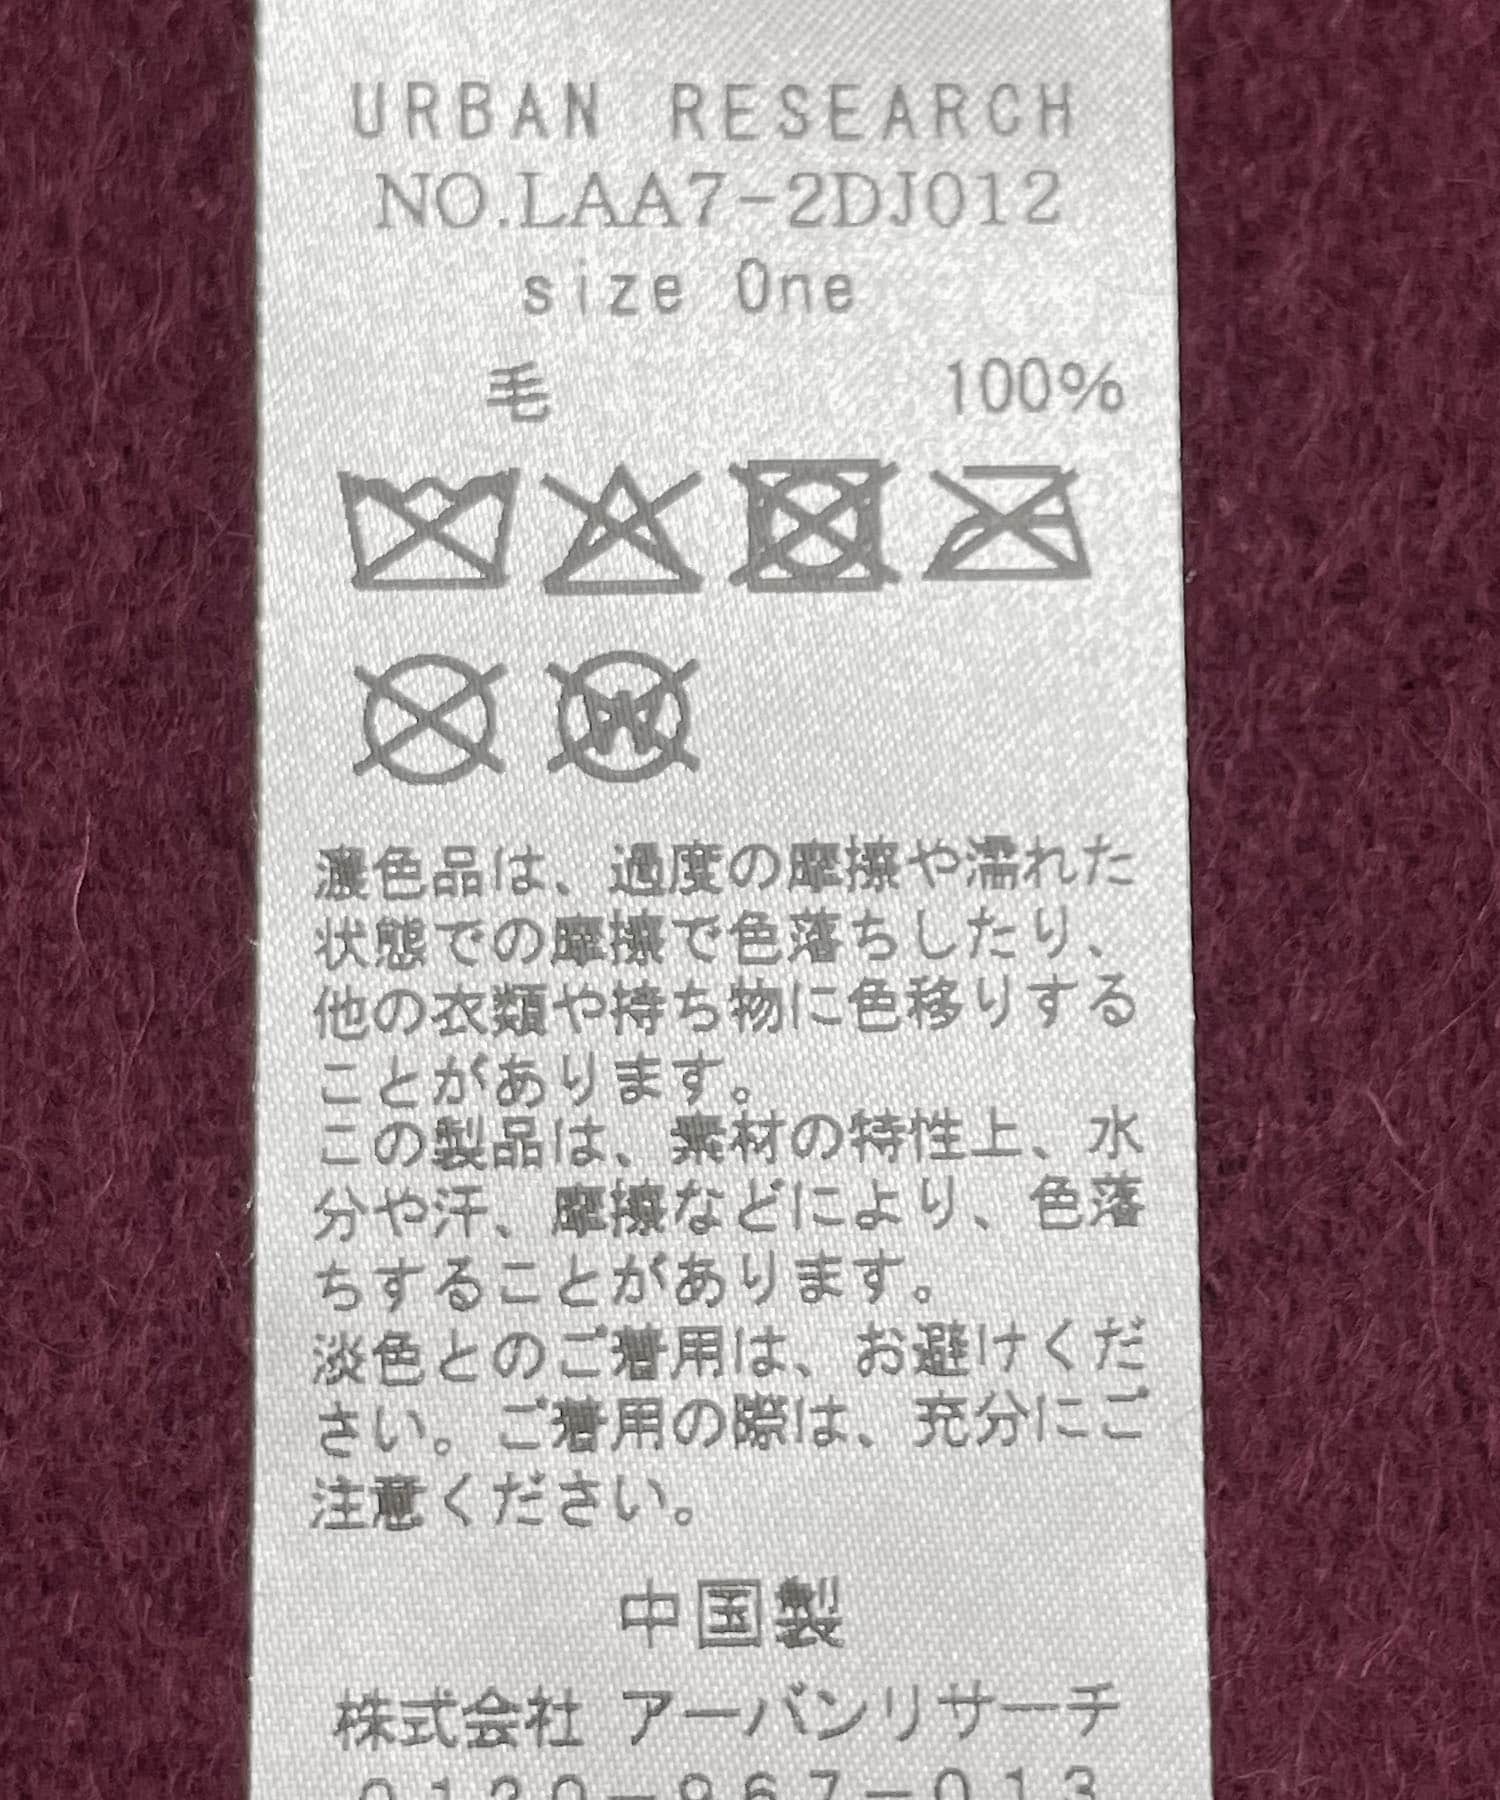 URBAN RESEARCH
NO.LAA7-2DJ012
size One
毛 100%
濃色品は、過度の摩擦や濡れた
状態での摩擦で色落ちしたり、
他の衣類や持ち物に色移りする
ことがあります。
この製品は、素材の特性上、水
分や汗、摩擦などにより、色落
ちすることがあります。
淡色とのご着用は、お避けくだ
さい。ご着用の際は、充分にご
注意ください。
中国製
株式会社 アーバンリサーチ
0120-967-013